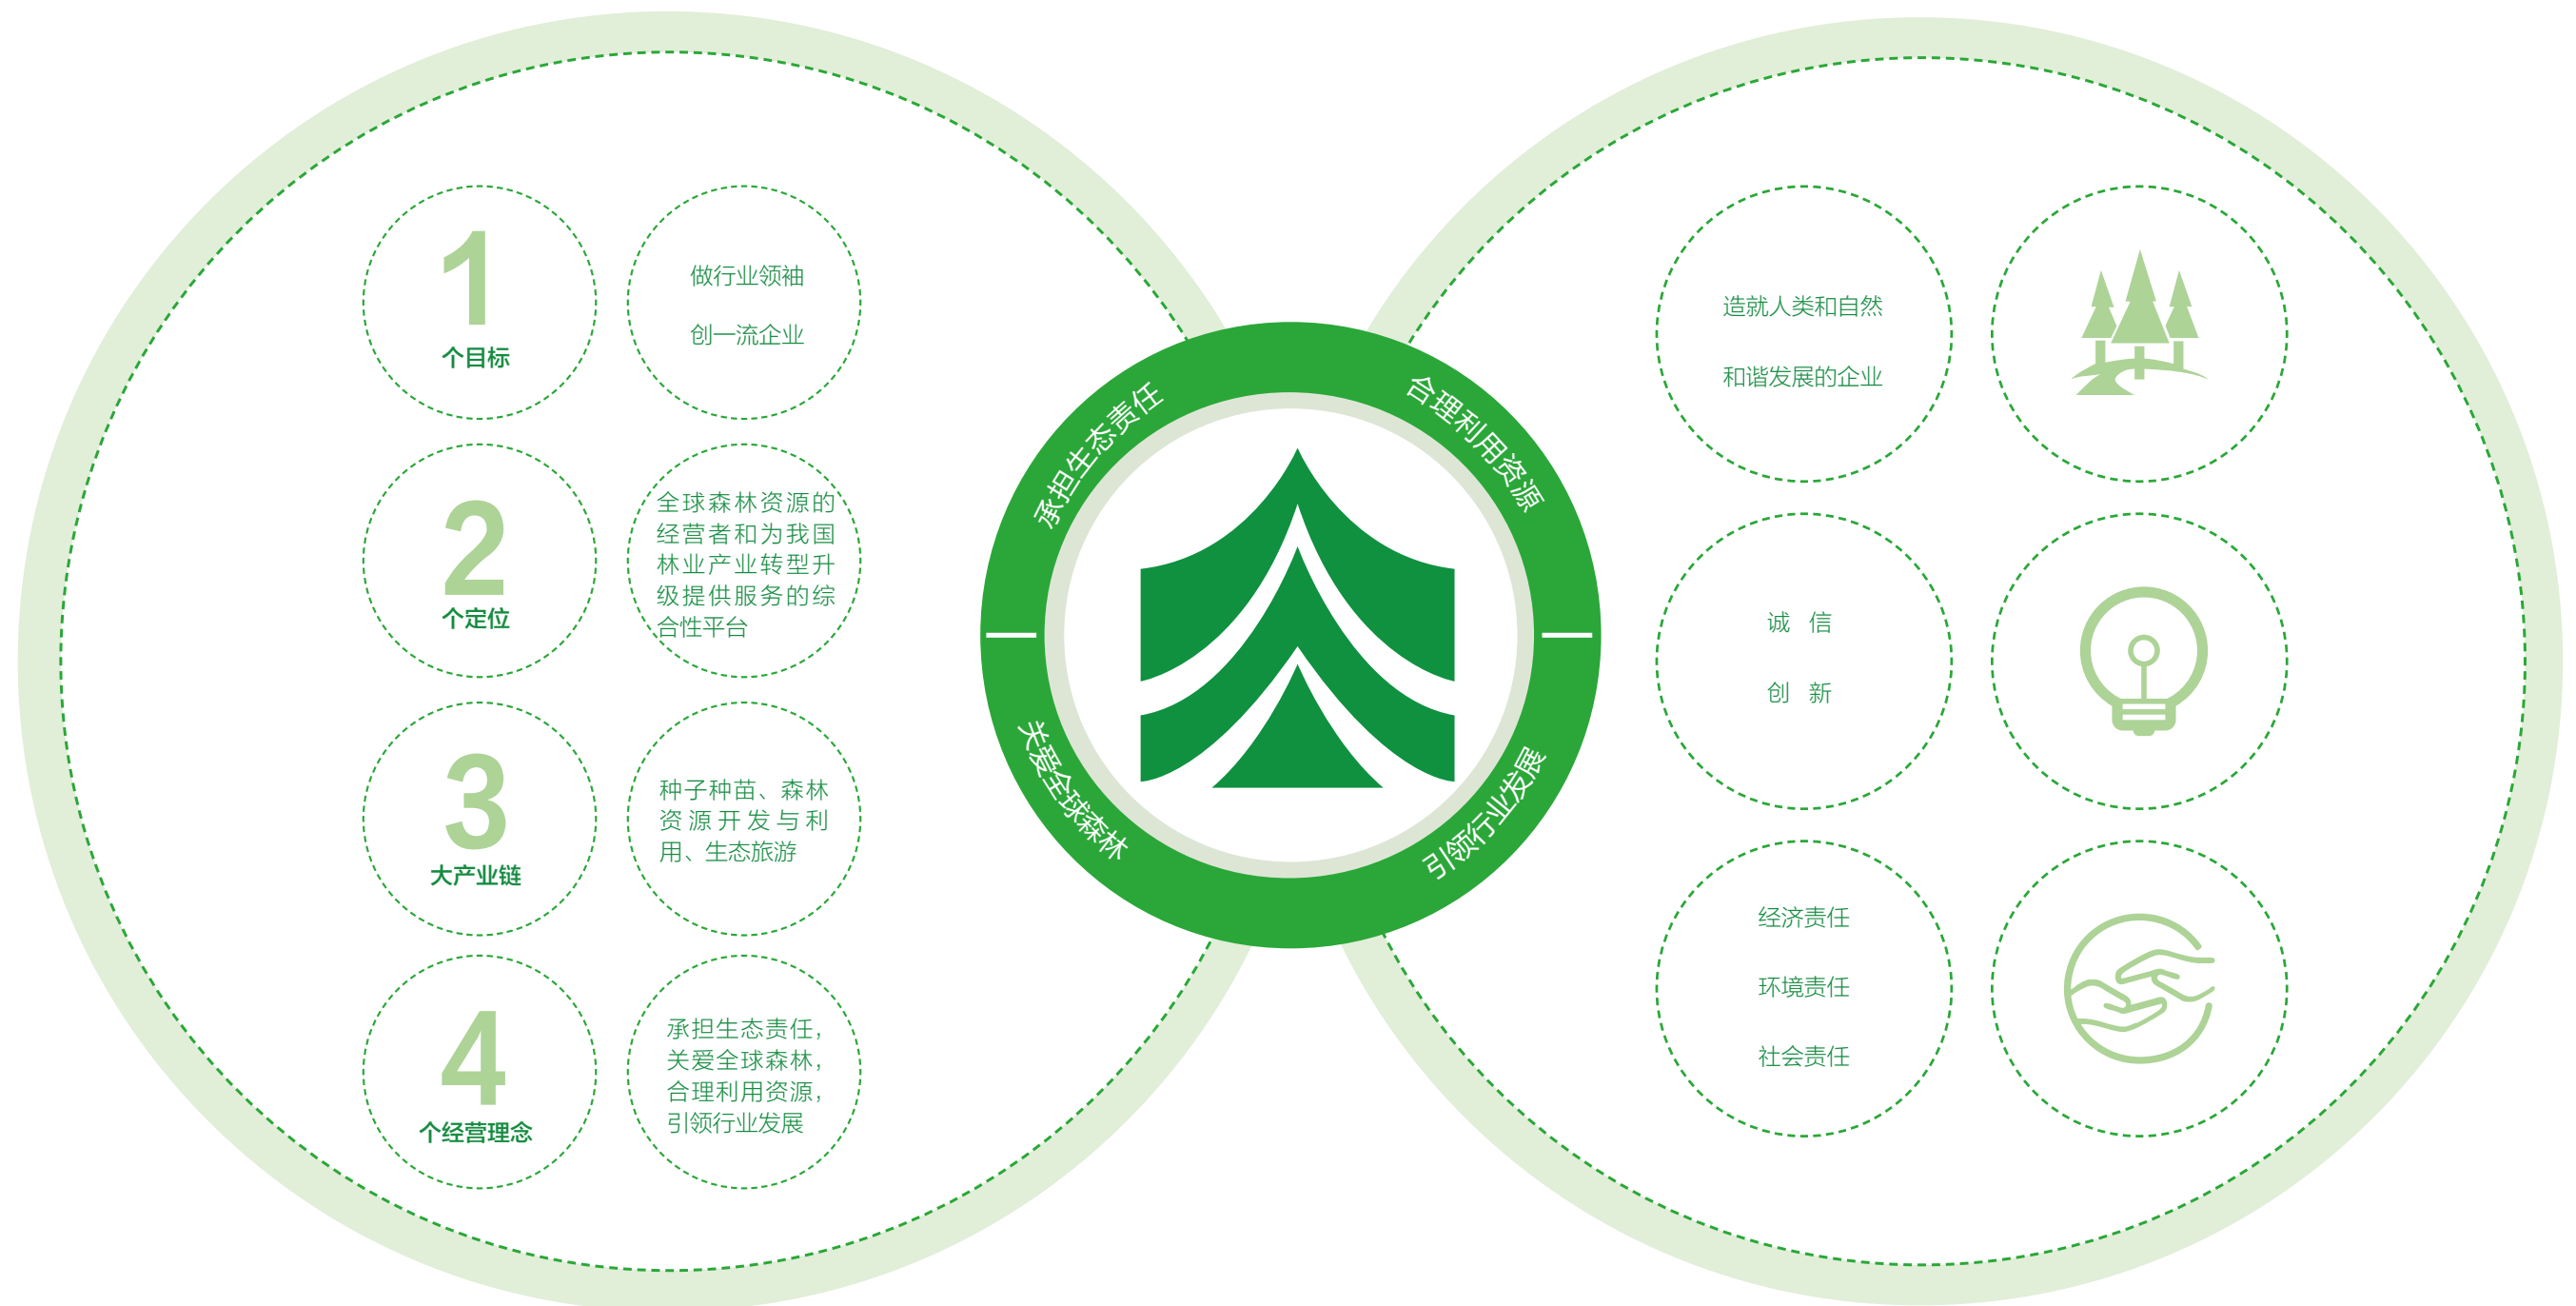 1
个目标
做行业领袖
创一流企业
2
个定位
全球森林资源的
经营者和为我国
林业产业转型升
级提供服务的综
合性平台
3
大产业链
种子种苗、森林
资源开发与利
用、生态旅游
4
个经营理念
承担生态责任，
关爱全球森林，
合理利用资源，
引领行业发展
承担生态责任
合理利用资源
关爱全球森林
引领行业发展
造就人类和自然
和谐发展的企业
诚 信
创 新
经济责任
环境责任
社会责任